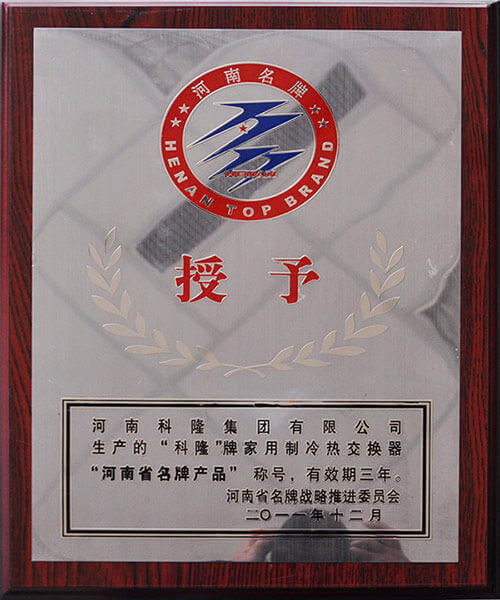 河南名牌
HENAN TOP BRAND
授予
河南科隆集团有限公司
生产的“科隆”牌家用制冷热交换器
“河南省名牌产品”称号，有效期三年。
河南省名牌战略推进委员会
二〇一一年十二月